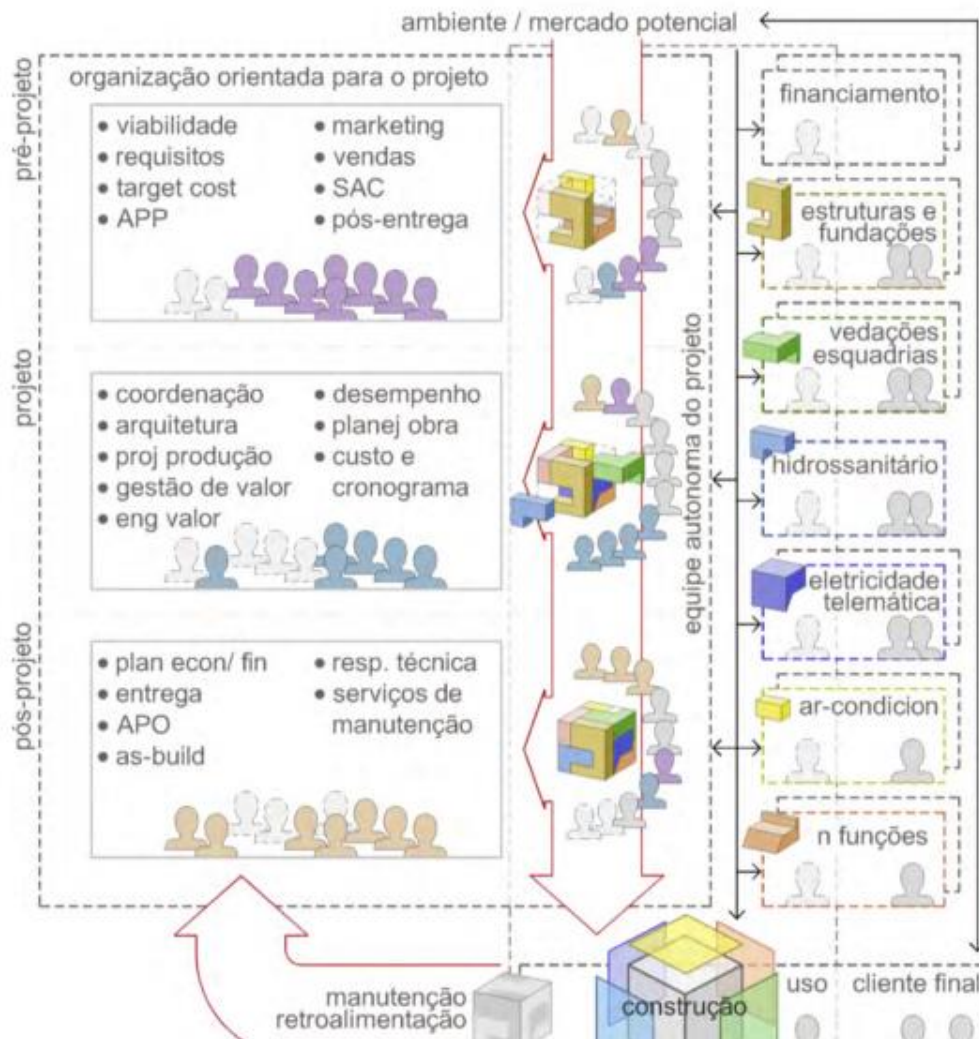 ambiente / mercado potencial
pré-projeto
organização orientada para o projeto
• viabilidade
• requisitos
• target cost
• APP
• marketing
• vendas
• SAC
• pós-entrega
projeto
• coordenação
• arquitetura
• proj produção
• gestão de valor
• eng valor
• desempenho
• planej obra
• custo e
cronograma
pós-projeto
• plan econ/ fin
• entrega
• APO
• as-build
• resp. técnica
• serviços de
manutenção
equipe autonoma do projeto
financiamento
estruturas e
fundações
vedações
esquadrias
hidrossanitário
eletricidade
telemática
ar-condicion
n funções
manutenção
retroalimentação
construção
uso
cliente final